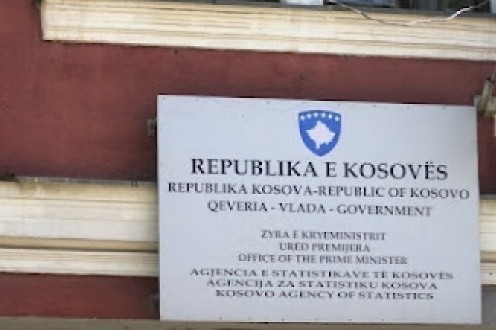 REPUBLIKA E KOSOVËS
REPUBLIKA KOSOVA-REPUBLIC OF KOSOVO
QEVERIA - VLADA - GOVERNMENT
ZYRA E KRYEMINISTRIT
URED PREMIJERA
OFFICE OF THE PRIME MINISTER
AGJENCIA E STATISTIKAVE TË KOSOVËS
AGENCIJA ZA STATISTIKU KOSOVA
KOSOVO AGENCY OF STATISTICS